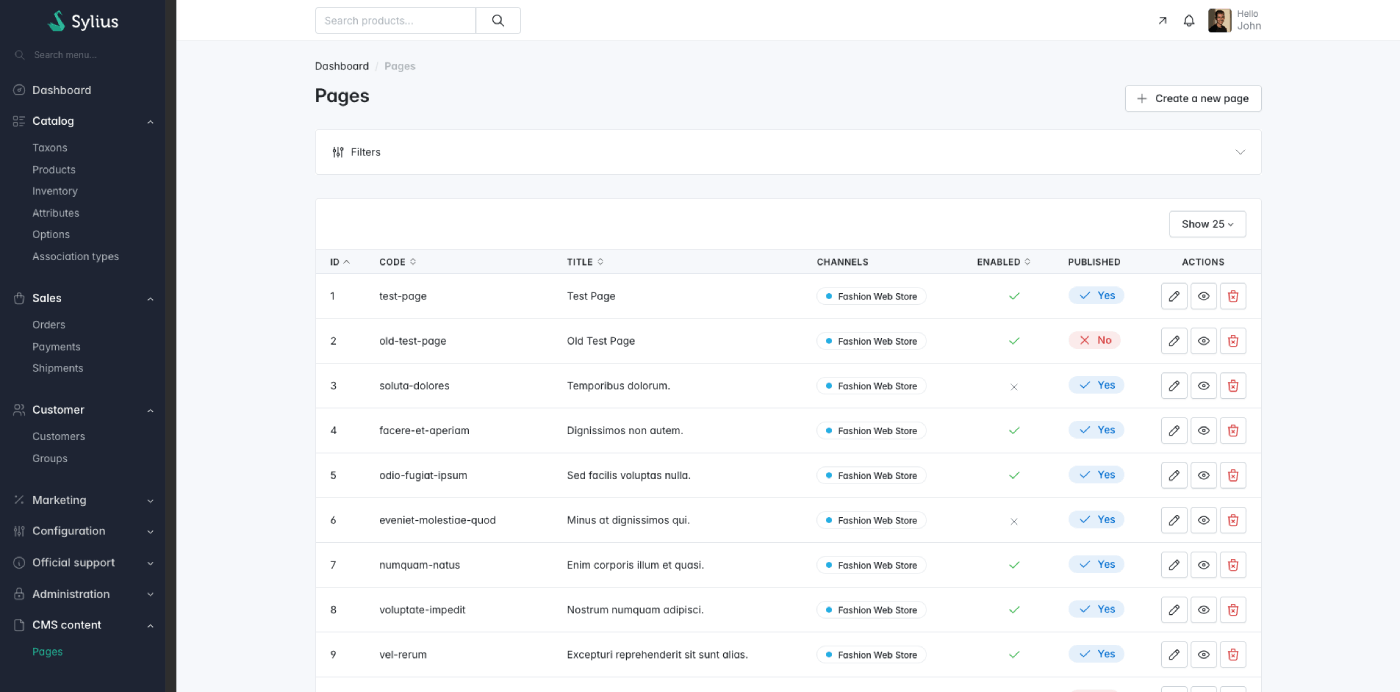 Sylius
Search menu...
Dashboard
Catalog
Taxons
Products
Inventory
Attributes
Options
Association types
Sales
Orders
Payments
Shipments
Customer
Customers
Groups
Marketing
Configuration
Official support
Administration
CMS content
Pages
Search products...
Hello
John
Dashboard / Pages
Pages
Create a new page
Filters
Show 25
ID CODE TITLE CHANNELS ENABLED PUBLISHED ACTIONS
1 test-page Test Page Fashion Web Store Yes
2 old-test-page Old Test Page Fashion Web Store No
3 soluta-dolores Temporibus dolorum. Fashion Web Store Yes
4 facere-et-aperiam Dignissimos non autem. Fashion Web Store Yes
5 odio-fugiat-ipsum Sed facilis voluptas nulla. Fashion Web Store Yes
6 eveniet-molestiae-quod Minus at dignissimos qui. Fashion Web Store Yes
7 numquam-natus Enim corporis illum et quasi. Fashion Web Store Yes
8 voluptate-impedit Nostrum numquam adipisci. Fashion Web Store Yes
9 vel-rerum Excepturi reprehenderit sit sunt alias. Fashion Web Store Yes